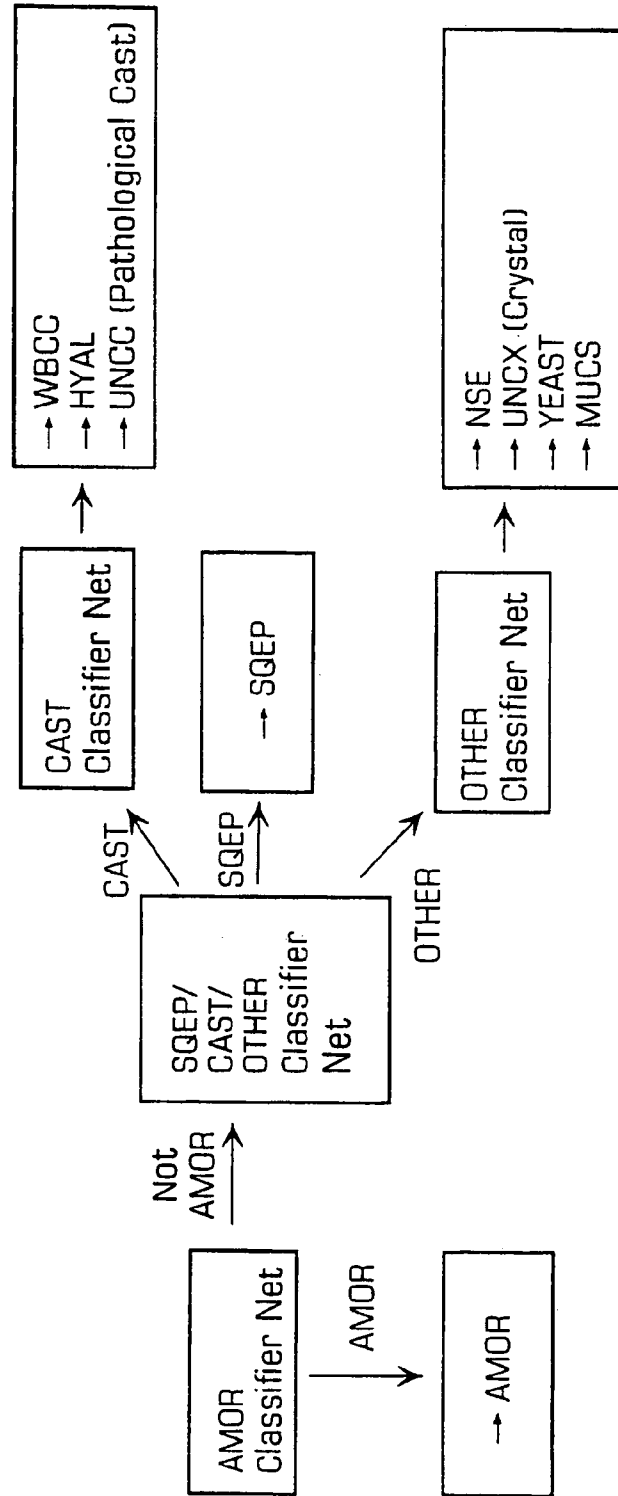 AMOR
Classifier Net
AMOR
→ AMOR
Not
AMOR
SQEP/
CAST/
OTHER
Classifier
Net
CAST
SQEP
OTHER
CAST
Classifier Net
→ WBCC
→ HYAL
→ UNCC (Pathological Cast)
→ SQEP
OTHER
Classifier Net
→ NSE
→ UNCX (Crystal)
→ YEAST
→ MUCS